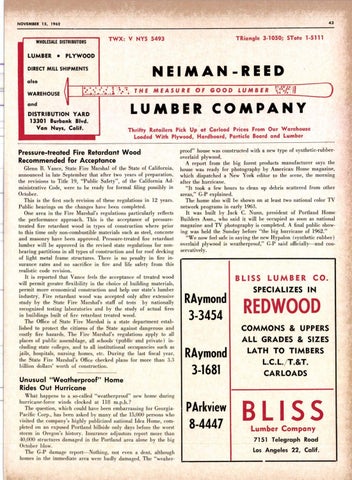 NOVEMBER 15, 1962
43
WHOLESALE DISTRIBUTORS
LUMBER • PLYWOOD
DIRECT MILL SHIPMENTS
also
WAREHOUSE
and
DISTRIBUTION YARD
13301 Burbank Blvd.
Van Nuys, Calif.
TWX: V NYS 5493
TRiangle 3-1050; STate 1-5111
NEIMAN-REED
THE MEASURE OF GOOD LUMBER
LUMBER COMPANY
Thrifty Retailers Pick Up at Carload Prices From Our Warehouse
Loaded With Plywood, Hardboard, Particle Board and Lumber
Pressure-treated Fire Retardant Wood
Recommended for Acceptance
Glenn B. Vance, State Fire Marshal of the State of California,
announced in late September that after two years of preparation,
the revisions to Title 19, "Public Safety", of the California Ad-
ministrative Code, were to be ready for formal filing possibly in
October.
This is the first such revision of these regulations in 12 years.
Public hearings on the changes have been completed.
One area in the Fire Marshal's regulations particularly reflects
the performance approach. This is the acceptance of pressure-
treated fire retardant wood in types of construction where prior
to this time only non-combustible materials such as steel, concrete
and masonry have been approved. Pressure-treated fire retardant
lumber will be approved in the revised state regulations for non-
bearing partitions in all types of construction and for roof decking
of light metal frame structures. There is no penalty in fire in-
surance rates and no sacrifice in fire and life safety from this
realistic code revision.
It is reported that Vance feels the acceptance of treated wood
will permit greater flexibility in the choice of building materials,
permit more economical construction and help our state's lumber
industry. Fire retardant wood was accepted only after extensive
study by the State Fire Marshal's staff of tests by nationally
recognized testing laboratories and by the study of actual fires
in buildings built of fire retardant treated wood.
The Office of State Fire Marshal is a state department estab-
lished to protect the citizens of the State against dangerous and
costly fire hazards. The Fire Marshal's regulations apply to all
places of public assemblage, all schools (public and private) in-
cluding state colleges, and to all institutional occupancies such as
jails, hospitals, nursing homes, etc. During the last fiscal year,
the State Fire Marshal's Office checked plans for more than 3.3
billion dollars worth of construction.
Unusual "Weatherproof" Home
Rides Out Hurricane
What happens to a so-called "weatherproof" new home during
hurricane-force winds clocked at 118 m.p.h.?
The question, which could have been embarrassing for Georgia-
Pacific Corp., has been asked by many of the 15,000 persons who
visited the company's highly publicized national Idea Home, com-
pleted on an exposed Portland hillside only days before the worst
storm in Oregon's history. Insurance adjustors report more than
40,000 structures damaged in the Portland area alone by the big
October blow.
The G-P damage report—Nothing, not even a dent, although
homes in the immediate area were badly damaged. The "weather-
proof" house was constructed with a new type of synthetic-rubber-
overlaid plywood.
A report from the big forest products manufacturer says the
house was ready for photography by American Home magazine,
which dispatched a New York editor to the scene, the morning
after the hurricane.
"It took a few hours to clean up debris scattered from other
areas," G-P explained.
The home also will be shown on at least two national color TV
network programs in early 1963.
It was built by Jack C. Nunn, president of Portland Home
Builders Assn., who said it will be occupied as soon as national
magazine and TV photography is completed. A final public show-
ing was held the Sunday before "the big hurricane of 1962."
"We now feel safe in saying the new Hypalon (synthetic rubber)
overlaid plywood is weatherproof," G-P said officially—and con-
servatively.
RAymond
3-3454
RAymond
3-1681
PArkview
8-4447
BLISS LUMBER CO.
SPECIALIZES IN
REDWOOD
COMMONS & UPPERS
ALL GRADES & SIZES
LATH TO TIMBERS
L.C.L., T.&T.
CARLOADS
BLISS
Lumber Company
7151 Telegraph Road
Los Angeles 22, Calif.